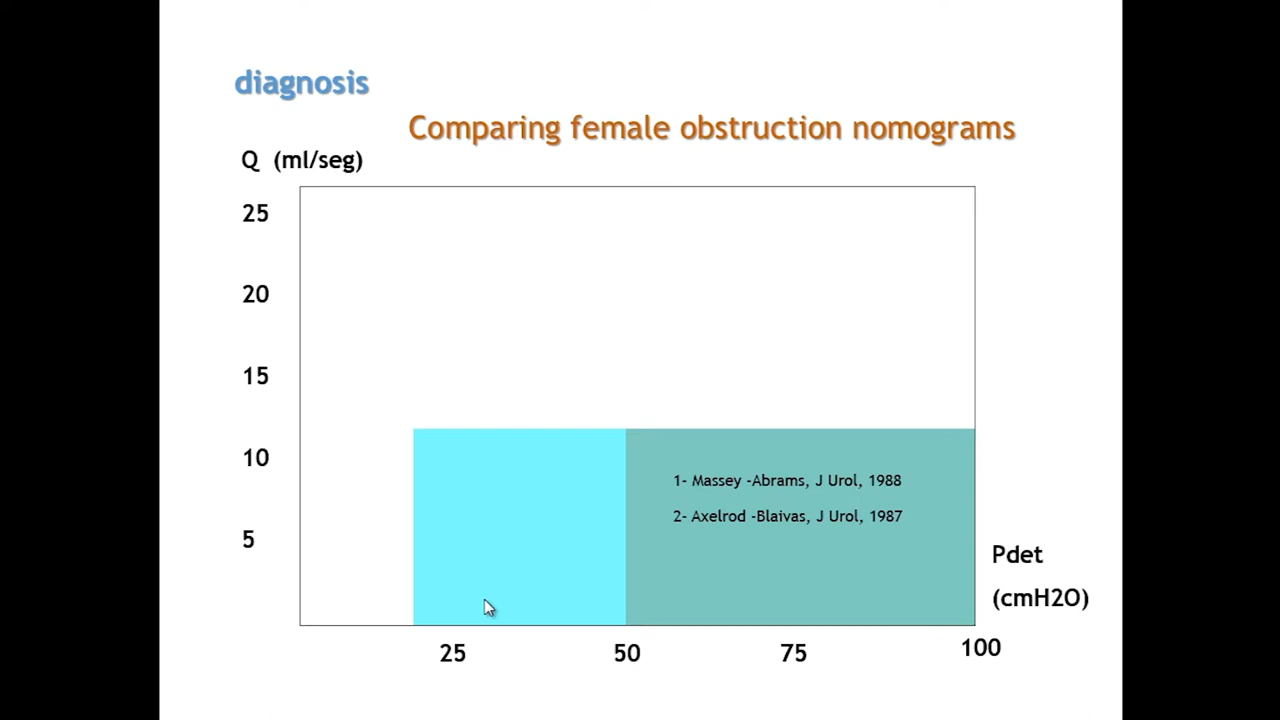 diagnosis
Comparing female obstruction nomograms
Q (ml/seg)
25
20
15
10
5
1- Massey -Abrams, J Urol, 1988
2- Axelrod -Blaivas, J Urol, 1987
Pdet
(cmH2O)
25 50 75 100